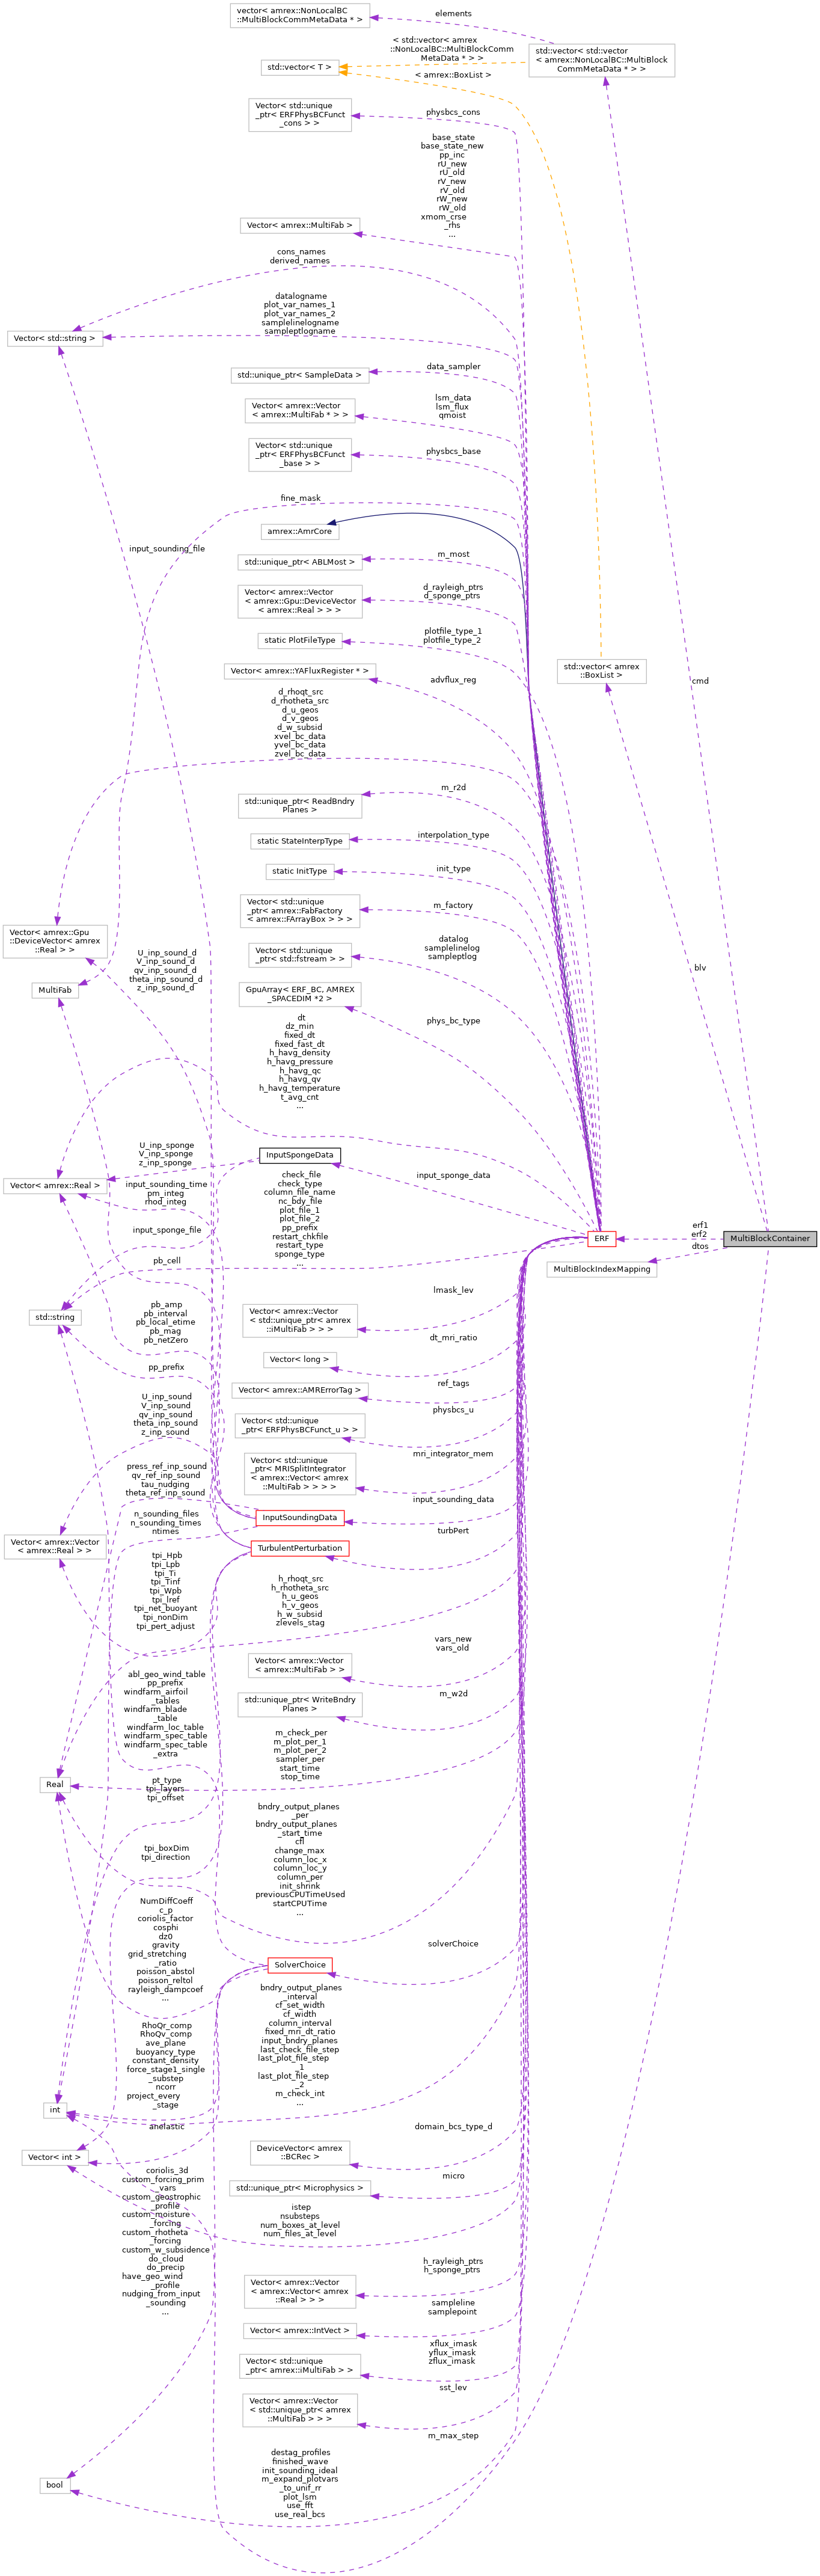 vector< amrex::NonLocalBC
::MultiBlockCommMetaData * >
elements
std::vector< std::vector
< amrex::NonLocalBC::MultiBlock
CommMetaData * > >
< std::vector< amrex
::NonLocalBC::MultiBlockComm
MetaData * > >
std::vector< T >
< amrex::BoxList >
Vector< std::unique
_ptr< ERFPhysBCFunct
_cons > >
physbcs_cons
base_state
base_state_new
pp_inc
rU_new
rU_old
rV_new
rV_old
rW_new
rW_old
xmom_crse
_rhs
...
Vector< amrex::MultiFab >
cons_names
derived_names
datalogname
plot_var_names_1
plot_var_names_2
samplelinelogname
sampleptlogname
Vector< std::string >
std::unique_ptr< SampleData >
data_sampler
Vector< amrex::Vector
< amrex::MultiFab * > >
lsm_data
lsm_flux
qmoist
Vector< std::unique
_ptr< ERFPhysBCFunct
_base > >
physbcs_base
fine_mask
amrex::AmrCore
input_sounding_file
std::unique_ptr< ABLMost >
m_most
Vector< amrex::Vector
< amrex::Gpu::DeviceVector
< amrex::Real > > >
d_rayleigh_ptrs
d_sponge_ptrs
static PlotFileType
plotfile_type_1
plotfile_type_2
std::vector< amrex
::BoxList >
Vector< amrex::YAFluxRegister * >
advflux_reg
cmd
d_rhoqt_src
d_rhotheta_src
d_u_geos
d_v_geos
d_w_subsid
xvel_bc_data
yvel_bc_data
zvel_bc_data
std::unique_ptr< ReadBndry
Planes >
m_r2d
static StateInterpType
interpolation_type
static InitType
init_type
Vector< std::unique
_ptr< amrex::FabFactory
< amrex::FArrayBox > > >
m_factory
Vector< amrex::Gpu
::DeviceVector< amrex
::Real > >
Vector< std::unique
_ptr< std::fstream > >
datalog
samplelinelog
sampleptlog
U_inp_sound_d
V_inp_sound_d
qv_inp_sound_d
theta_inp_sound_d
z_inp_sound_d
blv
MultiFab
GpuArray< ERF_BC, AMREX
_SPACEDIM *2 >
phys_bc_type
dt
dz_min
fixed_dt
fixed_fast_dt
h_havg_density
h_havg_pressure
h_havg_qc
h_havg_qv
h_havg_temperature
t_avg_cnt
...
U_inp_sponge
V_inp_sponge
z_inp_sponge
InputSpongeData
input_sponge_data
Vector< amrex::Real >
input_sounding_time
pm_integ
rhod_integ
check_file
check_type
column_file_name
nc_bdy_file
plot_file_1
plot_file_2
pp_prefix
restart_chkfile
restart_type
sponge_type
...
input_sponge_file
erf1
erf2
ERF
MultiBlockContainer
dtos
pb_cell
MultiBlockIndexMapping
std::string
pb_amp
pb_interval
pb_local_etime
pb_mag
pb_netZero
Vector< amrex::Vector
< std::unique_ptr< amrex
::iMultiFab > > >
lmask_lev
Vector< long >
dt_mri_ratio
pp_prefix
Vector< amrex::AMRErrorTag >
ref_tags
U_inp_sound
V_inp_sound
qv_inp_sound
theta_inp_sound
z_inp_sound
Vector< std::unique
_ptr< ERFPhysBCFunct_u > >
physbcs_u
press_ref_inp_sound
qv_ref_inp_sound
tau_nudging
theta_ref_inp_sound
Vector< std::unique
_ptr< MRISplitIntegrator
< amrex::Vector< amrex
::MultiFab > > > >
mri_integrator_mem
n_sounding_files
n_sounding_times
ntimes
InputSoundingData
input_sounding_data
Vector< amrex::Vector
< amrex::Real > >
TurbulentPerturbation
turbPert
tpi_Hpb
tpi_Lpb
tpi_Ti
tpi_Tinf
tpi_Wpb
tpi_lref
tpi_net_buoyant
tpi_nonDim
tpi_pert_adjust
h_rhoqt_src
h_rhotheta_src
h_u_geos
h_v_geos
h_w_subsid
zlevels_stag
Vector< amrex::Vector
< amrex::MultiFab > >
vars_new
vars_old
abl_geo_wind_table
pp_prefix
windfarm_airfoil
_tables
windfarm_blade
_table
windfarm_loc_table
windfarm_spec_table
windfarm_spec_table
_extra
std::unique_ptr< WriteBndry
Planes >
m_w2d
m_check_per
m_plot_per_1
m_plot_per_2
sampler_per
start_time
stop_time
Real
pt_type
tpi_layers
tpi_offset
tpi_boxDim
tpi_direction
bndry_output_planes
_per
bndry_output_planes
_start_time
cfl
change_max
column_loc_x
column_loc_y
column_per
init_shrink
previousCPUTimeUsed
startCPUTime
...
NumDiffCoeff
c_p
coriolis_factor
cosphi
dz0
gravity
grid_stretching
_ratio
poisson_abstol
poisson_reltol
rayleigh_dampcoef
...
SolverChoice
solverChoice
RhoQr_comp
RhoQv_comp
ave_plane
buoyancy_type
constant_density
force_stage1_single
_substep
ncorr
project_every
_stage
bndry_output_planes
_interval
cf_set_width
cf_width
column_interval
fixed_mri_dt_ratio
input_bndry_planes
last_check_file_step
last_plot_file_step
_1
last_plot_file_step
_2
m_check_int
...
int
anelastic
Vector< int >
DeviceVector< amrex
::BCRec >
domain_bcs_type_d
std::unique_ptr< Microphysics >
micro
coriolis_3d
custom_forcing_prim
_vars
custom_geostrophic
_profile
custom_moisture
_forcing
custom_rhotheta
_forcing
custom_w_subsidence
do_cloud
do_precip
have_geo_wind
_profile
nudging_from_input
_sounding
...
istep
nsubsteps
num_boxes_at_level
num_files_at_level
Vector< amrex::Vector
< amrex::Vector< amrex
::Real > > >
h_rayleigh_ptrs
h_sponge_ptrs
Vector< amrex::IntVect >
sampleline
samplepoint
Vector< std::unique
_ptr< amrex::iMultiFab > >
xflux_imask
yflux_imask
zflux_imask
Vector< amrex::Vector
< std::unique_ptr< amrex
::MultiFab > > >
sst_lev
m_max_step
bool
destag_profiles
finished_wave
init_sounding_ideal
m_expand_plotvars
_to_unif_rr
plot_lsm
use_fft
use_real_bcs